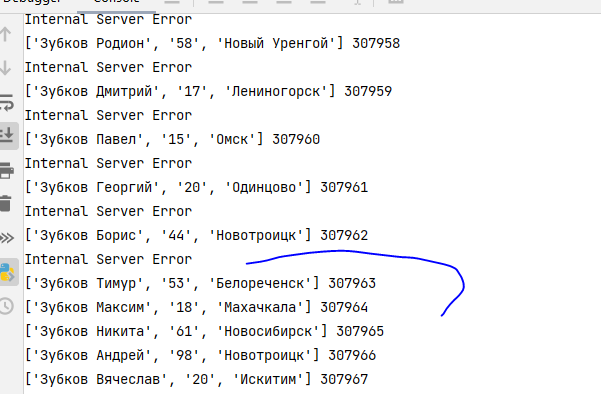 Debugger Console
Internal Server Error
['Зубков Родион', '58', 'Новый Уренгой'] 307958
Internal Server Error
['Зубков Дмитрий', '17', 'Лениногорск'] 307959
Internal Server Error
['Зубков Павел', '15', 'Омск'] 307960
Internal Server Error
['Зубков Георгий', '20', 'Одинцово'] 307961
Internal Server Error
['Зубков Борис', '44', 'Новотроицк'] 307962
Internal Server Error
['Зубков Тимур', '53', 'Белореченск'] 307963
['Зубков Максим', '18', 'Махачкала'] 307964
['Зубков Никита', '61', 'Новосибирск'] 307965
['Зубков Андрей', '98', 'Новотроицк'] 307966
['Зубков Вячеслав', '20', 'Искитим'] 307967